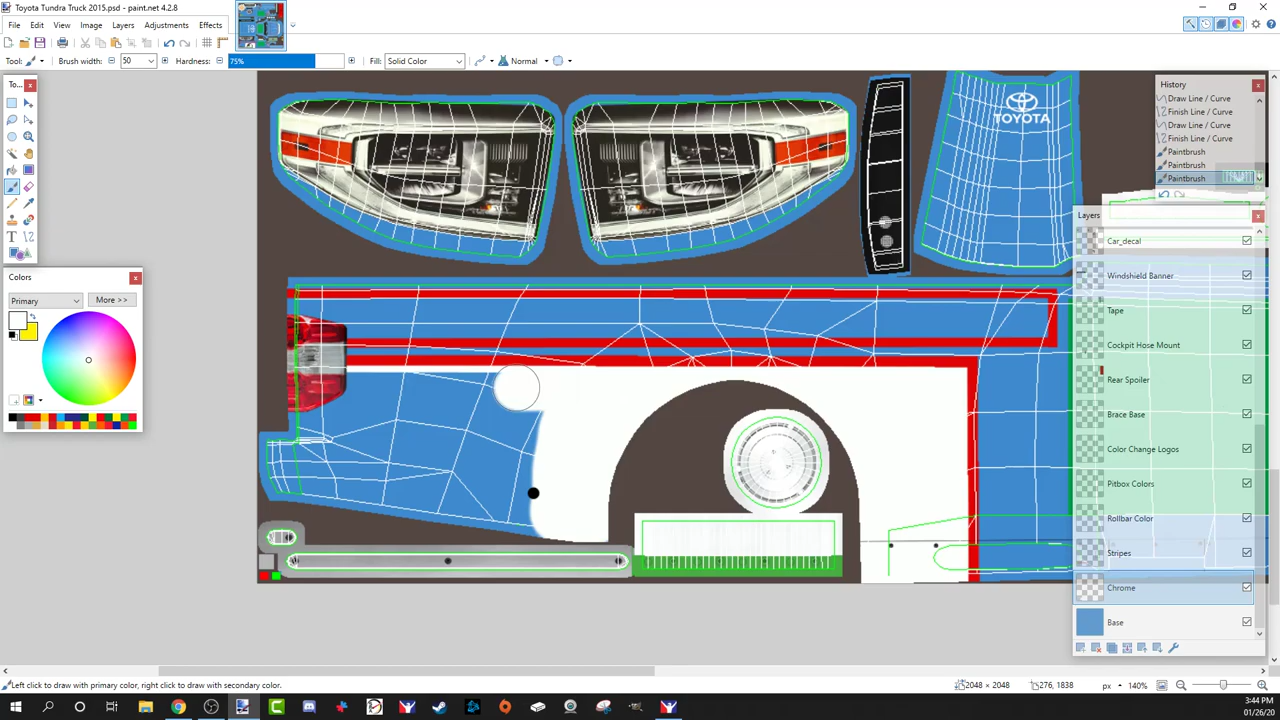 Toyota Tundra Truck 2015.psd - paint.net 4.2.8
File Edit View Image Layers Adjustments Effects
Tool: Brush width: 50 Hardness: 75% Fill: Solid Color Normal
To... x
TOYOTA
History x
Draw Line / Curve
Finish Line / Curve
Draw Line / Curve
Finish Line / Curve
Paintbrush
Paintbrush
Paintbrush
Layers x
Car_decal
Windshield Banner
Tape
Cockpit Hose Mount
Rear Spoiler
Brace Base
Color Change Logos
Pitbox Colors
Rollbar Color
Stripes
Chrome
Base
Colors x
Primary More >>
Left click to draw with primary color, right click to draw with secondary color. 2048 × 2048 276, 1838 px 140%
3:44 PM
01/26/20